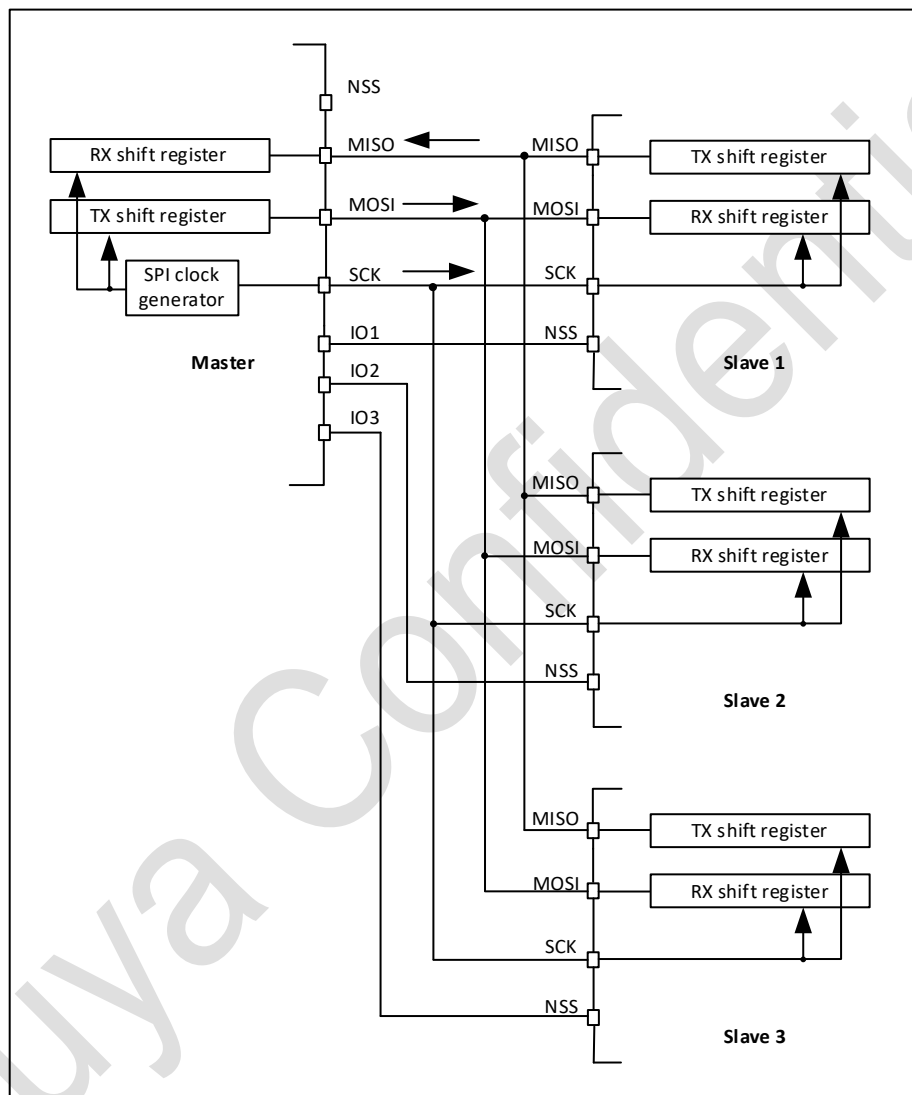 NSS
RX shift register
MISO
MISO
TX shift register
TX shift register
MOSI
MOSI
RX shift register
SPI clock
generator
SCK
SCK
IO1
NSS
Master
Slave 1
IO2
IO3
MISO
TX shift register
MOSI
RX shift register
SCK
NSS
Slave 2
MISO
TX shift register
MOSI
RX shift register
SCK
NSS
Slave 3
uya Confidentia